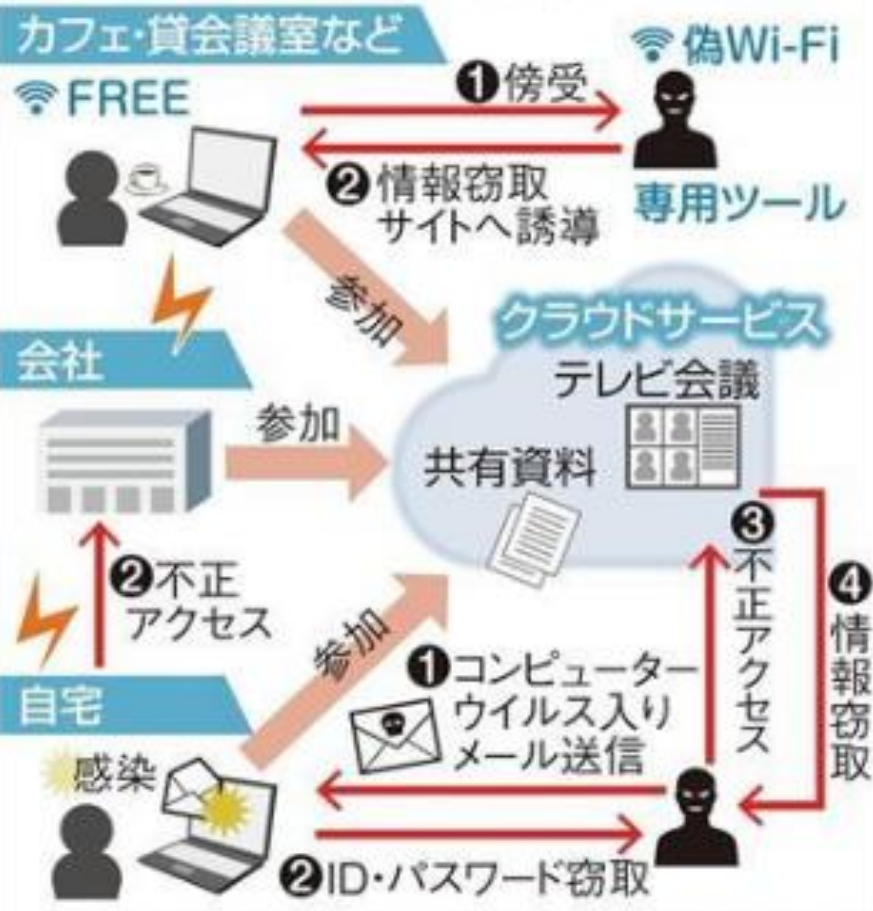 カフェ・貸会議室など
FREE
偽Wi-Fi
❶傍受
❷情報窃取
サイトへ誘導
専用ツール
参加
クラウドサービス
テレビ会議
共有資料
会社
参加
❷不正
アクセス
❸不正アクセス
❹情報窃取
参加
❶コンピューター
ウイルス入り
メール送信
自宅
感染
❷ID・パスワード窃取